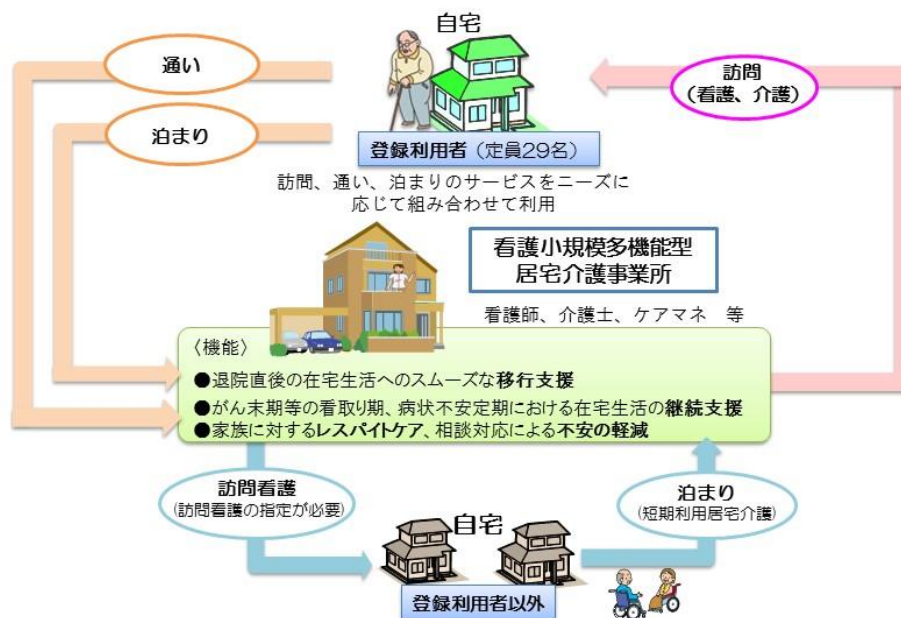 自宅
通い
訪問
(看護、介護)
泊まり
登録利用者（定員29名）
訪問、通い、泊まりのサービスをニーズに
応じて組み合わせて利用
看護小規模多機能型
居宅介護事業所
看護師、介護士、ケアマネ　等
〈機能〉
●退院直後の在宅生活へのスムーズな移行支援
●がん末期等の看取り期、病状不安定期における在宅生活の継続支援
●家族に対するレスパイトケア、相談対応による不安の軽減
訪問看護
(訪問看護の指定が必要)
泊まり
(短期利用居宅介護)
自宅
登録利用者以外